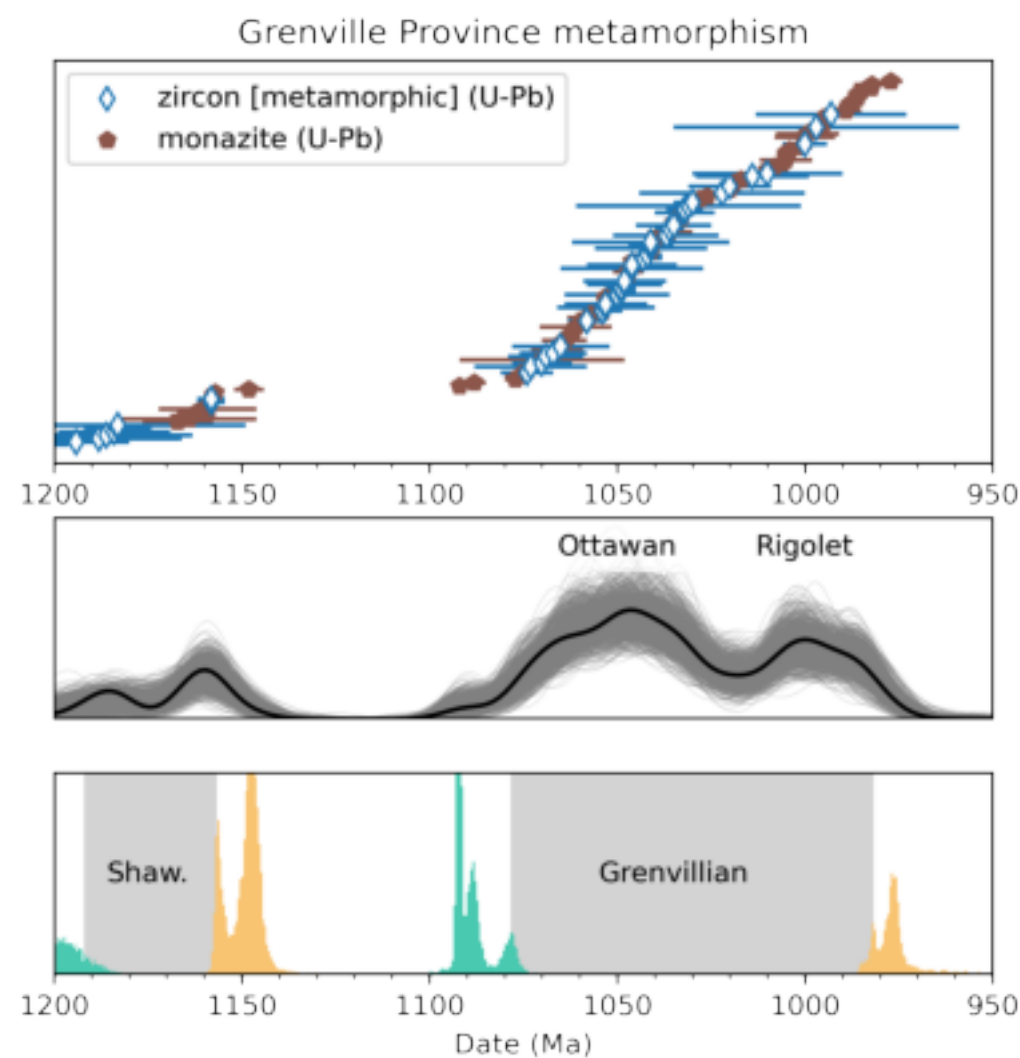 Grenville Province metamorphism
zircon [metamorphic] (U-Pb)
monazite (U-Pb)
1200 1150 1100 1050 1000 950
Ottawan Rigolet
Shaw. Grenvillian
1200 1150 1100 1050 1000 950
Date (Ma)